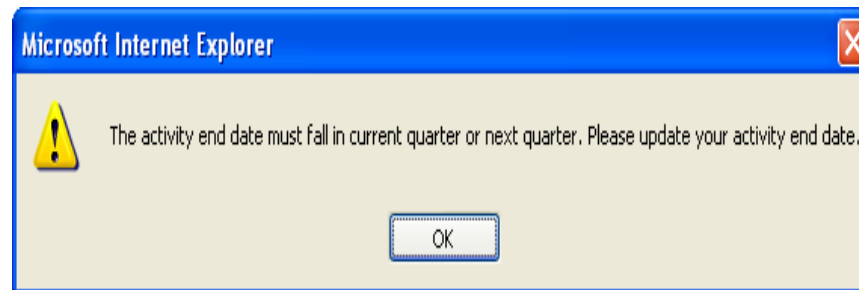 Microsoft Internet Explorer
The activity end date must fall in current quarter or next quarter. Please update your activity end date.
OK